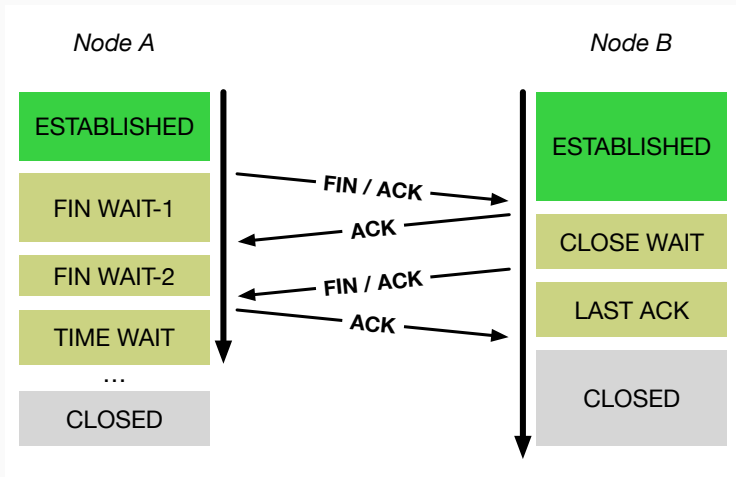 Node A
Node B
ESTABLISHED
ESTABLISHED
FIN / ACK
FIN WAIT-1
ACK
CLOSE WAIT
FIN WAIT-2
FIN / ACK
LAST ACK
ACK
TIME WAIT
...
CLOSED
CLOSED